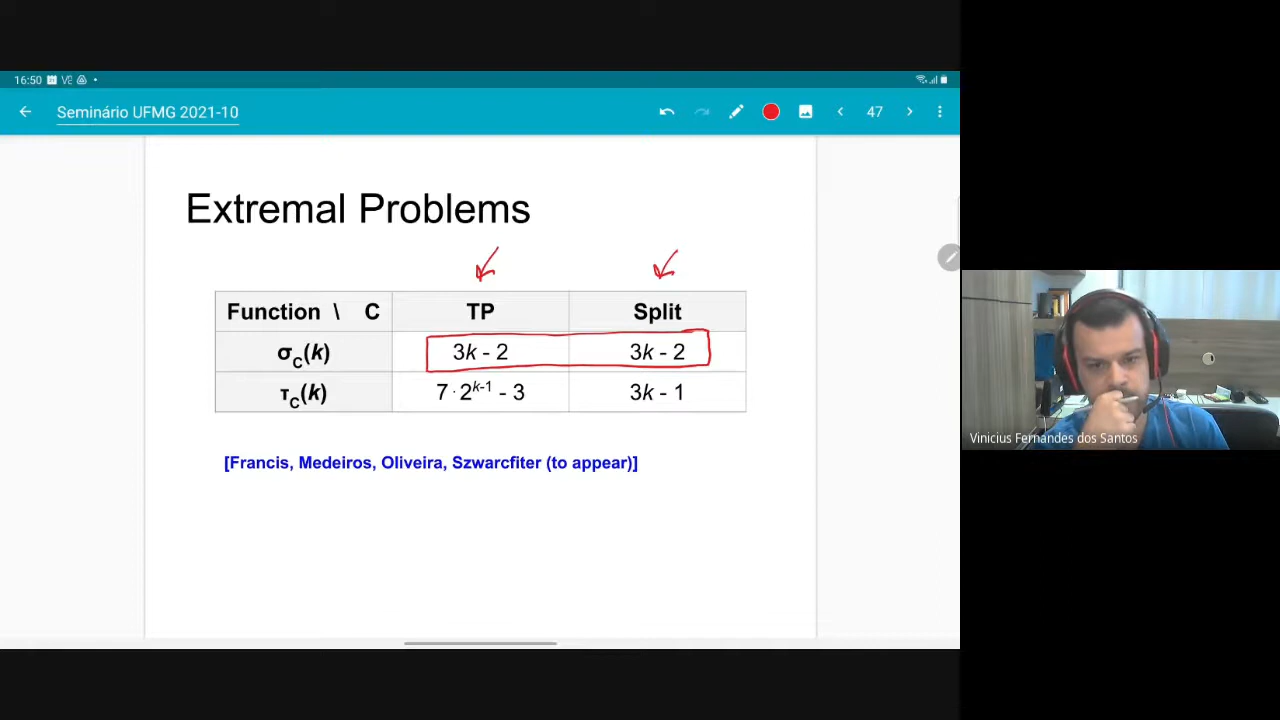 16:50
Seminário UFMG 2021-10
47
Extremal Problems
Function \ C TP Split
σC(k) 3k - 2 3k - 2
τC(k) 7·2^k-1 - 3 3k - 1
[Francis, Medeiros, Oliveira, Szwarcfiter (to appear)]
Vinicius Fernandes dos Santos